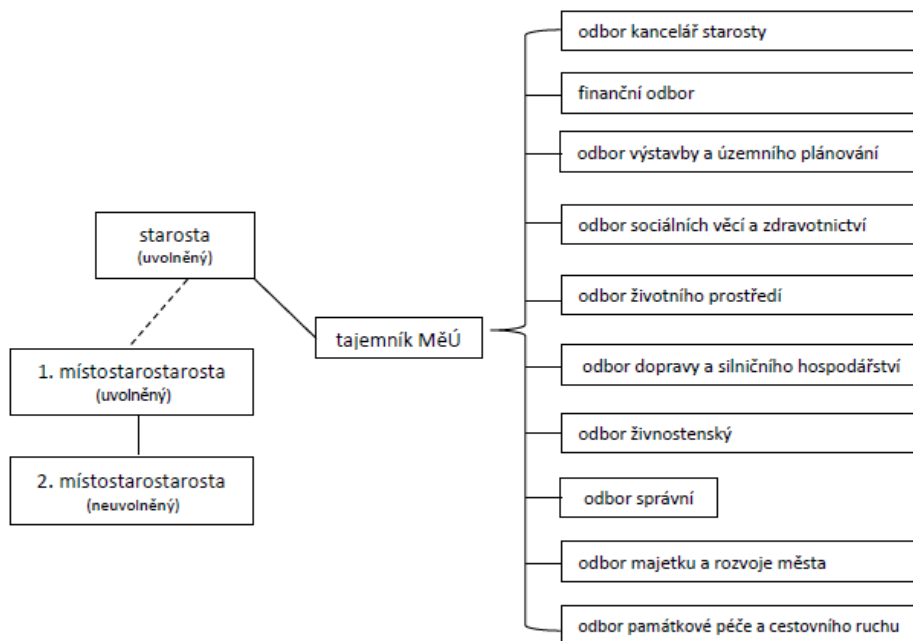 starosta
(uvolněný)
1. místostarostarosta
(uvolněný)
2. místostarostarosta
(neuvolněný)
tajemník MěÚ
odbor kancelář starosty
finanční odbor
odbor výstavby a územního plánování
odbor sociálních věcí a zdravotnictví
odbor životního prostředí
odbor dopravy a silničního hospodářství
odbor živnostenský
odbor správní
odbor majetku a rozvoje města
odbor památkové péče a cestovního ruchu